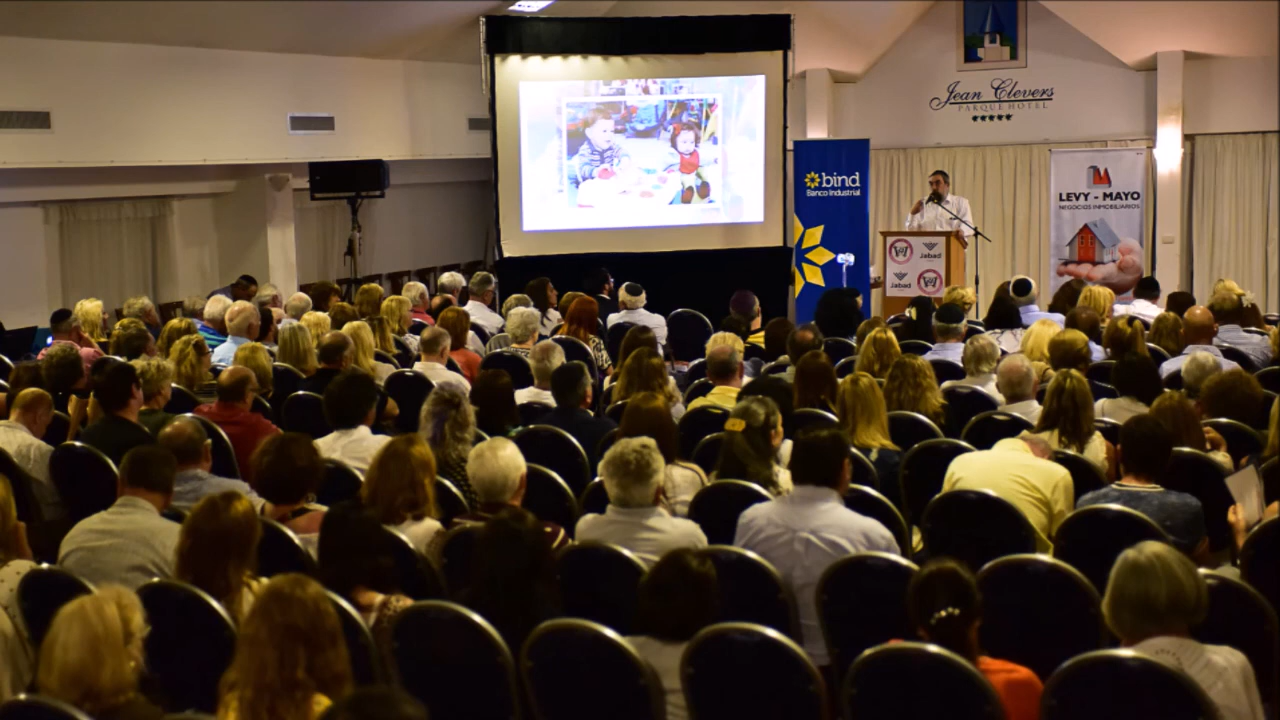 Jean Clevers
PARQUE HOTEL
bind
Banco Industrial
LEVY - MAYO
NEGOCIOS INMOBILIARIOS
Jabad
Jabad